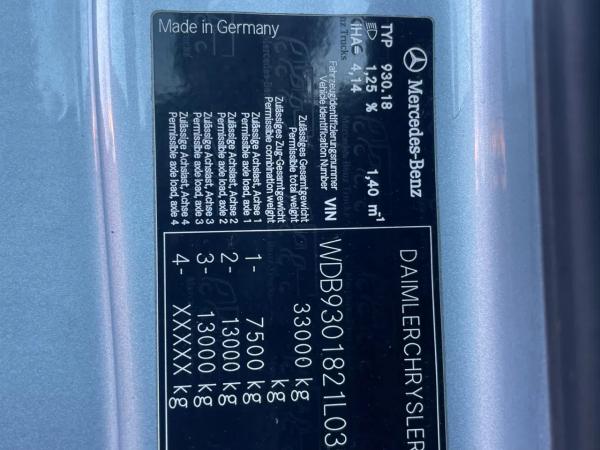 Mercedes-Benz
DAIMLERCHRYSLER
TYP 930.18
1,25 % 1,40 m⁻¹
iHAG 4,14
Fahrzeugidentifizierungsnummer
Vehicle Identification Number VIN WDB9301821L03
Zulässiges Gesamtgewicht
Permissible total weight 33000 kg
Zulässiges Zug-Gesamtgewicht
Permissible combination weight kg
Zulässige Achslast, Achse 1
Permissible axle load, axle 1 1- 7500 kg
Zulässige Achslast, Achse 2
Permissible axle load, axle 2 2- 13000 kg
Zulässige Achslast, Achse 3
Permissible axle load, axle 3 3- 13000 kg
Zulässige Achslast, Achse 4
Permissible axle load, axle 4 4- XXXXX kg
Made in Germany